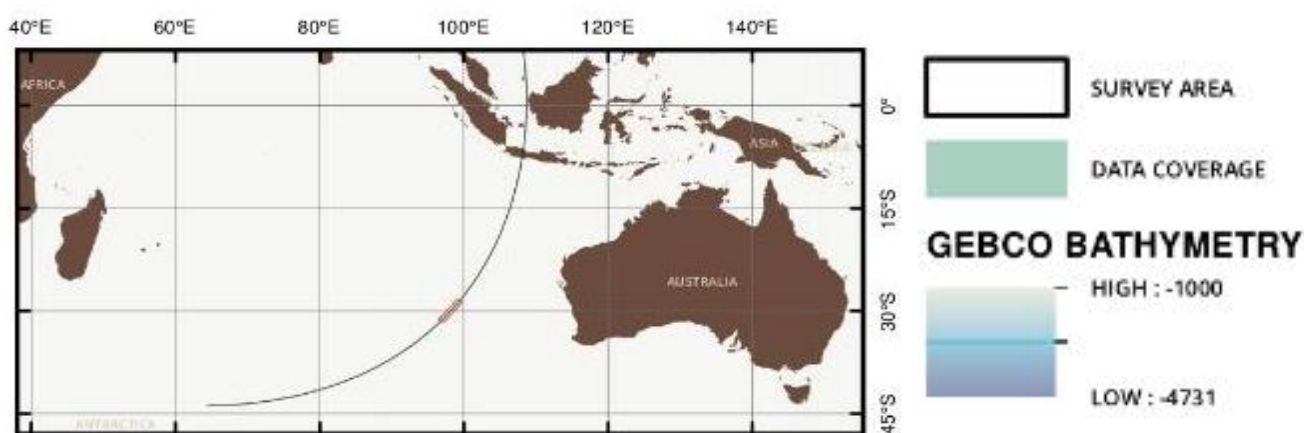 40°E 60°E 80°E 100°E 120°E 140°E
AFRICA
0°
ASIA
15°S
AUSTRALIA
30°S
ANTARCTICA
45°S
SURVEY AREA
DATA COVERAGE
GEBCO BATHYMETRY
HIGH : -1000
LOW : -4731